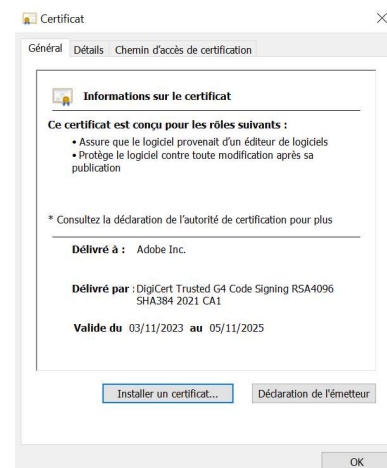 Certificat
Général Détails Chemin d'accès de certification
Informations sur le certificat
Ce certificat est conçu pour les rôles suivants :
• Assure que le logiciel provenait d'un éditeur de logiciels
• Protège le logiciel contre toute modification après sa
publication
* Consultez la déclaration de l'autorité de certification pour plus
Délivré à : Adobe Inc.
Délivré par : DigiCert Trusted G4 Code Signing RSA4096
SHA384 2021 CA1
Valide du 03/11/2023 au 05/11/2025
Installer un certificat... Déclaration de l'émetteur
OK